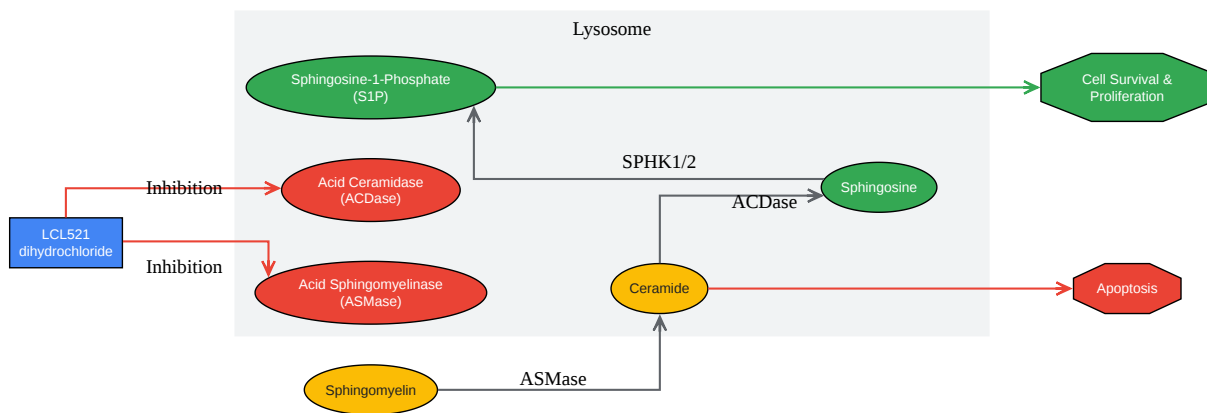 Lysosome
Sphingosine-1-Phosphate
(S1P)
Cell Survival &
Proliferation
SPHK1/2
Inhibition
Acid Ceramidase
(ACDase)
Sphingosine
ACDase
LCL521
dihydrochloride
Inhibition
Acid Sphingomyelinase
(ASMase)
Ceramide
Apoptosis
ASMase
Sphingomyelin